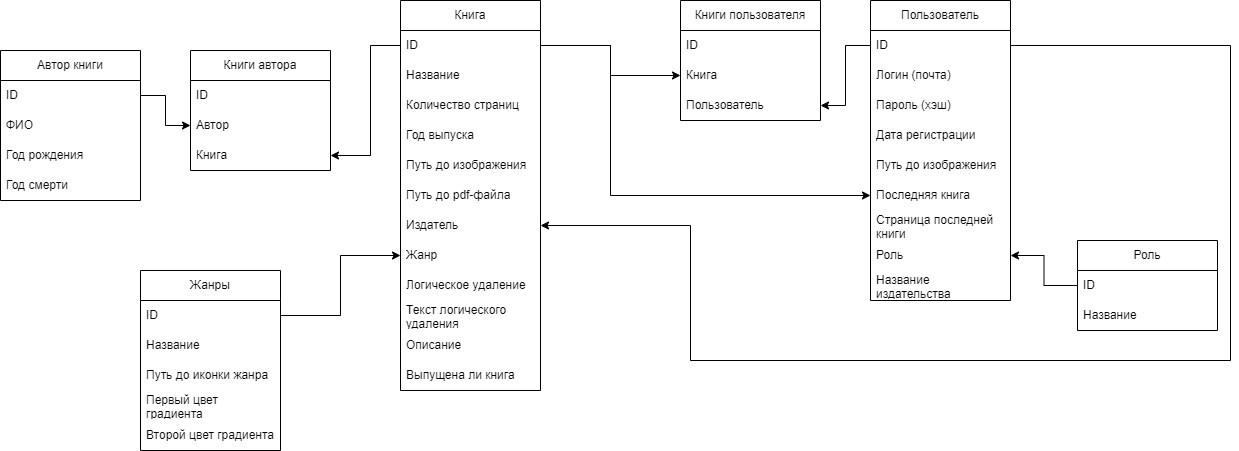 Автор книги
ID
ФИО
Год рождения
Год смерти
Книги автора
ID
Автор
Книга
Книга
ID
Название
Количество страниц
Год выпуска
Путь до изображения
Путь до pdf-файла
Издатель
Жанр
Логическое удаление
Текст логического
удаления
Описание
Выпущена ли книга
Жанры
ID
Название
Путь до иконки жанра
Первый цвет
градиента
Второй цвет градиента
Книги пользователя
ID
Книга
Пользователь
Пользователь
ID
Логин (почта)
Пароль (хэш)
Дата регистрации
Путь до изображения
Последняя книга
Страница последней
книги
Роль
Название
издательства
Роль
ID
Название